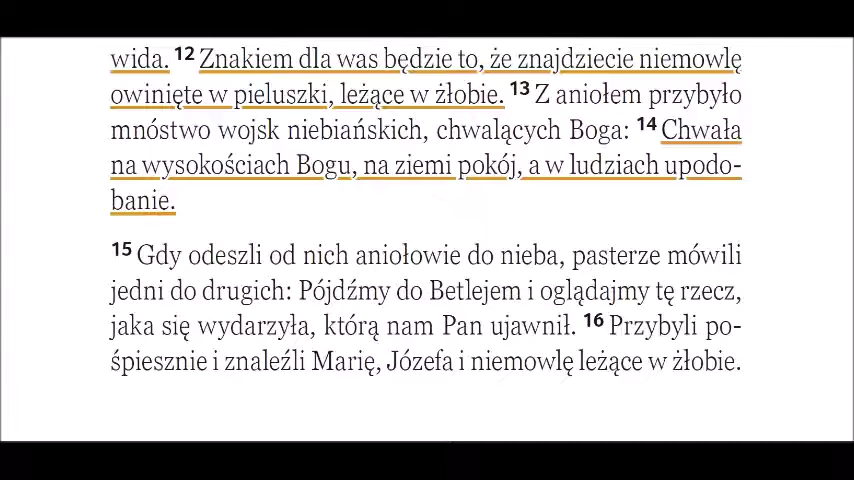 wida. 12 Znakiem dla was będzie to, że znajdziecie niemowlę
owinięte w pieluszki, leżące w żłobie. 13 Z aniołem przybyło
mnóstwo wojsk niebiańskich, chwalących Boga: 14 Chwała
na wysokościach Bogu, na ziemi pokój, a w ludziach upodo-
banie.
15 Gdy odeszli od nich aniołowie do nieba, pasterze mówili
jedni do drugich: Pójdźmy do Betlejem i oglądajmy tę rzecz,
jaka się wydarzyła, którą nam Pan ujawnił. 16 Przybyli po-
śpiesznie i znaleźli Marię, Józefa i niemowlę leżące w żłobie.